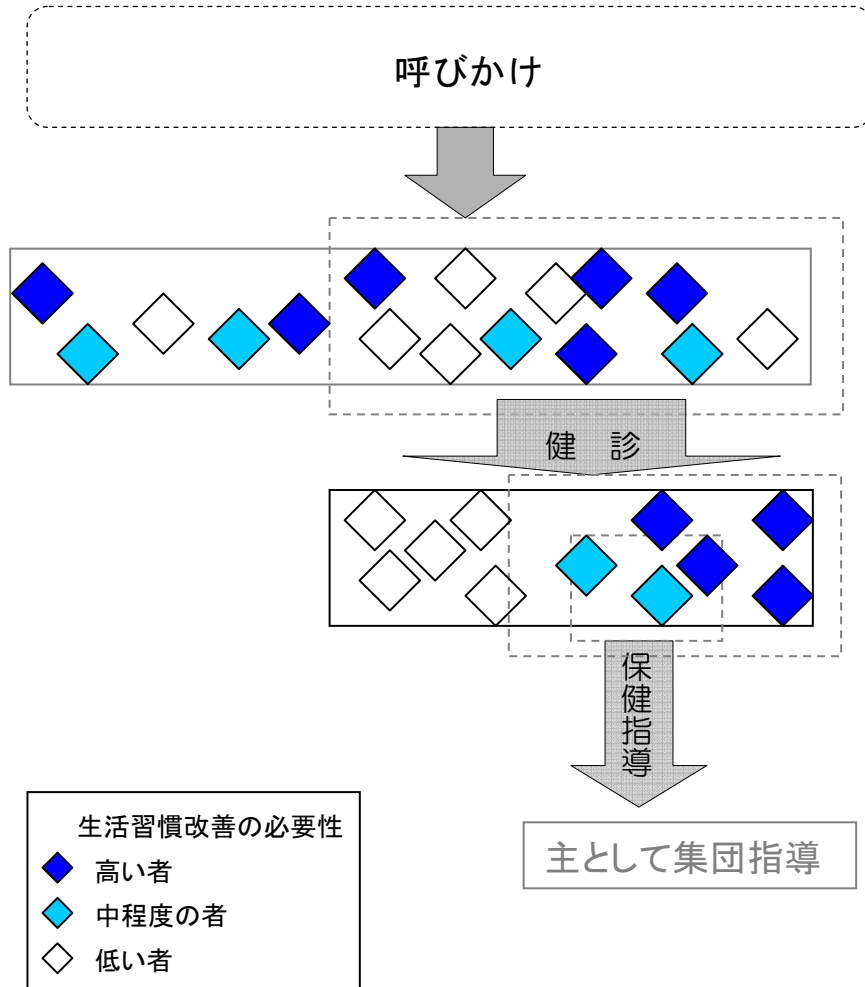 呼びかけ
健　診
保健指導
主として集団指導
生活習慣改善の必要性
高い者
中程度の者
低い者